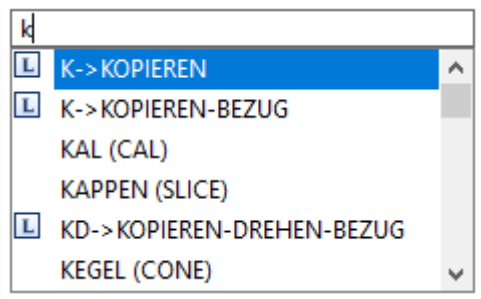 k
L K->KOPIEREN
L K->KOPIEREN-BEZUG
KAL (CAL)
KAPPEN (SLICE)
L KD->KOPIEREN-DREHEN-BEZUG
KEGEL (CONE)